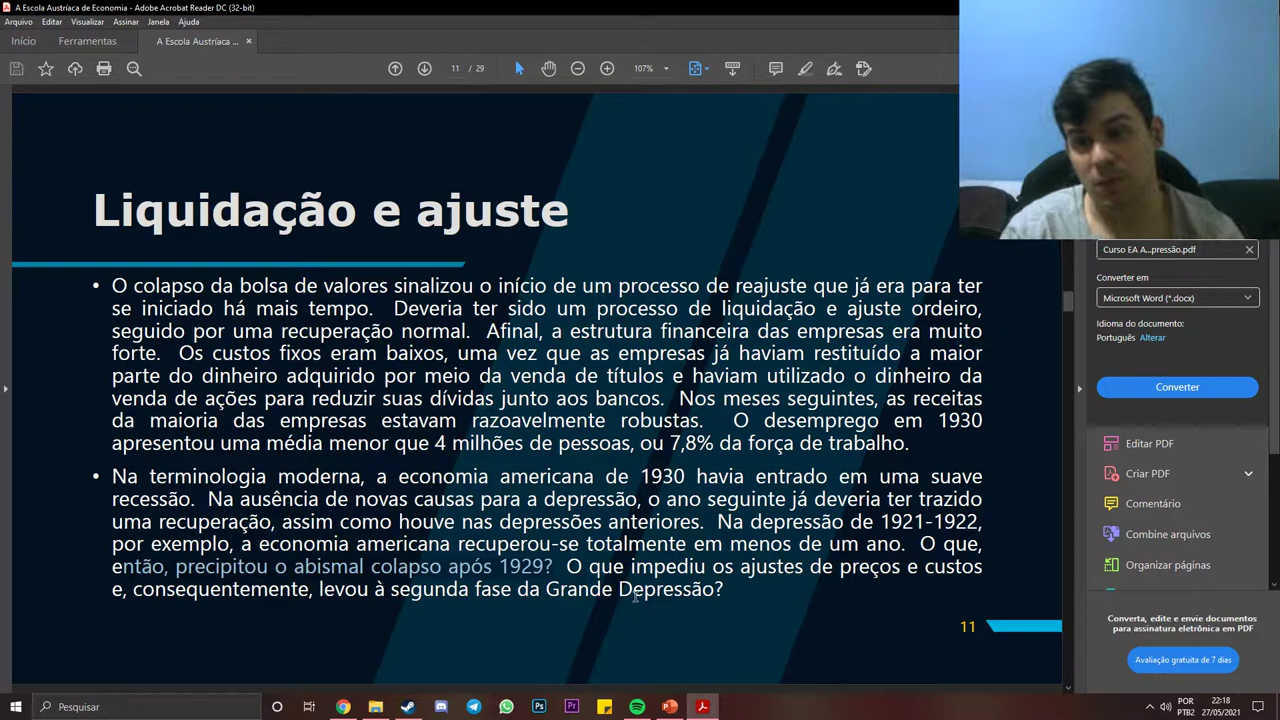 A Escola Austríaca de Economia - Adobe Acrobat Reader DC (32-bit)
Arquivo Editar Visualizar Assinar Janela Ajuda
Início Ferramentas A Escola Austríaca ... ×
11 / 29 107%
Liquidação e ajuste
• O colapso da bolsa de valores sinalizou o início de um processo de reajuste que já era para ter
se iniciado há mais tempo. Deveria ter sido um processo de liquidação e ajuste ordeiro,
seguido por uma recuperação normal. Afinal, a estrutura financeira das empresas era muito
forte. Os custos fixos eram baixos, uma vez que as empresas já haviam restituído a maior
parte do dinheiro adquirido por meio da venda de títulos e haviam utilizado o dinheiro da
venda de ações para reduzir suas dívidas junto aos bancos. Nos meses seguintes, as receitas
da maioria das empresas estavam razoavelmente robustas. O desemprego em 1930
apresentou uma média menor que 4 milhões de pessoas, ou 7,8% da força de trabalho.
• Na terminologia moderna, a economia americana de 1930 havia entrado em uma suave
recessão. Na ausência de novas causas para a depressão, o ano seguinte já deveria ter trazido
uma recuperação, assim como houve nas depressões anteriores. Na depressão de 1921-1922,
por exemplo, a economia americana recuperou-se totalmente em menos de um ano. O que,
então, precipitou o abismal colapso após 1929? O que impediu os ajustes de preços e custos
e, consequentemente, levou à segunda fase da Grande Depressão?
11
Curso EA A...pressão.pdf
Converter em
Microsoft Word (*.docx)
Idioma do documento:
Português Alterar
Converter
Editar PDF
Criar PDF
Comentário
Combine arquivos
Organizar páginas
Converta, edite e envie documentos
para assinatura eletrônica em PDF
Avaliação gratuita de 7 dias
Pesquisar
Ps
Pr
POR
PTB2
22:18
27/05/2021